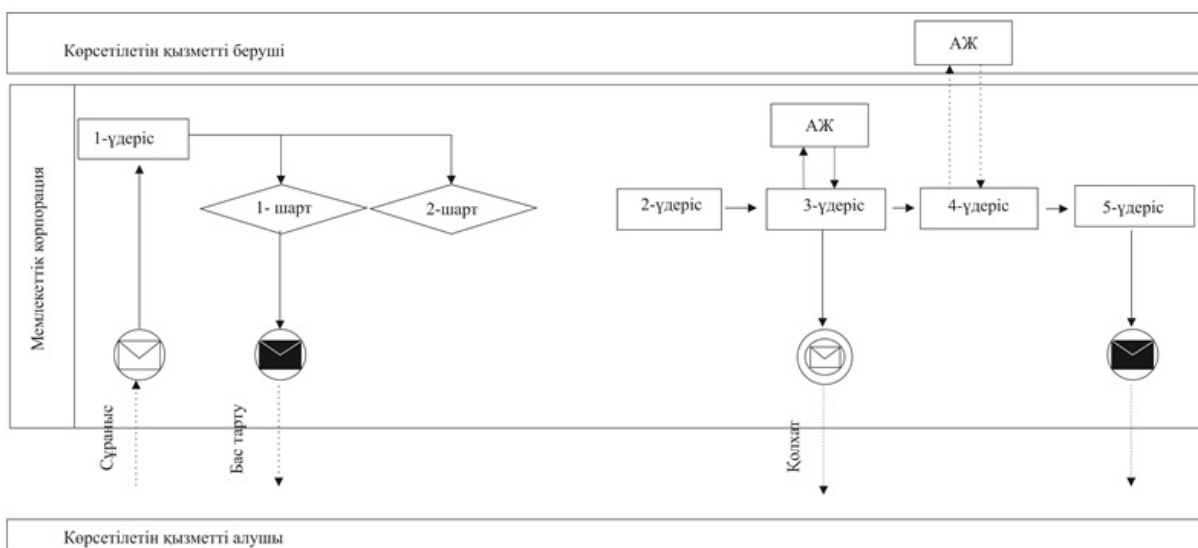 Көрсетілетін қызметті беруші
АЖ
Мемлекеттік корпорация
1-үдеріс
АЖ
1- шарт
2-шарт
2-үдеріс
3-үдеріс
4-үдеріс
5-үдеріс
Сұраныс
Бас тарту
Қолхат
Көрсетілетін қызметті алушы